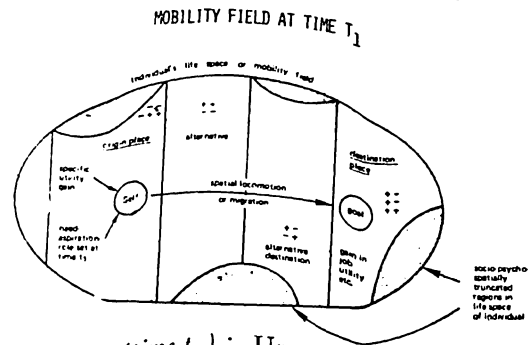 MOBILITY FIELD AT TIME T1
Individual's life space or mobility field
origin place
alternative
destination
place
specific
utility
gain
Self
spatial locomotion
or migration
goal
need
aspiration
role set at
time t1
alternative
destination
gain in
job
utility
etc.
socio-psycho-
spatially
truncated
regions in
life space
of individual